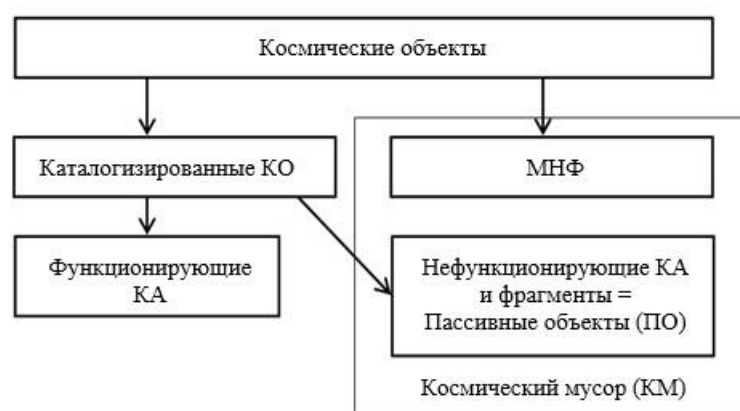 Космические объекты
Каталогизированные КО
МНФ
Функционирующие
КА
Нефункционирующие КА
и фрагменты =
Пассивные объекты (ПО)
Космический мусор (КМ)